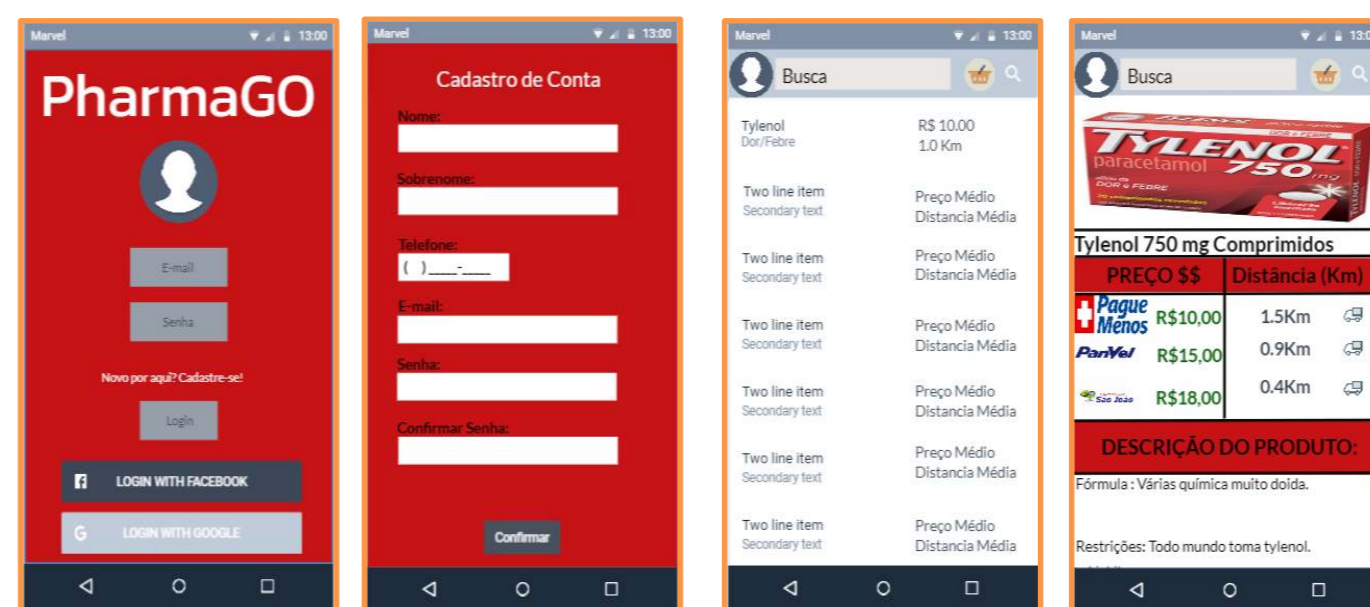 Marvel 13:00
PharmaGO
E-mail
Senha
Novo por aqui? Cadastre-se!
Login
LOGIN WITH FACEBOOK
G LOGIN WITH GOOGLE
Marvel 13:00
Cadastro de Conta
Nome:
Sobrenome:
Telefone:
( )____-____
E-mail:
Senha:
Confirmar Senha:
Confirmar
Marvel 13:00
Busca
Tylenol R$ 10.00
Dor/Febre 1.0 Km
Two line item Preço Médio
Secondary text Distancia Média
Two line item Preço Médio
Secondary text Distancia Média
Two line item Preço Médio
Secondary text Distancia Média
Two line item Preço Médio
Secondary text Distancia Média
Two line item Preço Médio
Secondary text Distancia Média
Two line item Preço Médio
Secondary text Distancia Média
Marvel
Busca
TYLENOL
paracetamol 750 mg
DOR e FEBRE
Tylenol 750 mg Comprimidos
PREÇO $$ Distância (Km)
Pague Menos R$10,00 1.5Km
PanVel R$15,00 0.9Km
São João R$18,00 0.4Km
DESCRIÇÃO DO PRODUTO:
Fórmula : Várias química muito doida.
Restrições: Todo mundo toma tylenol.